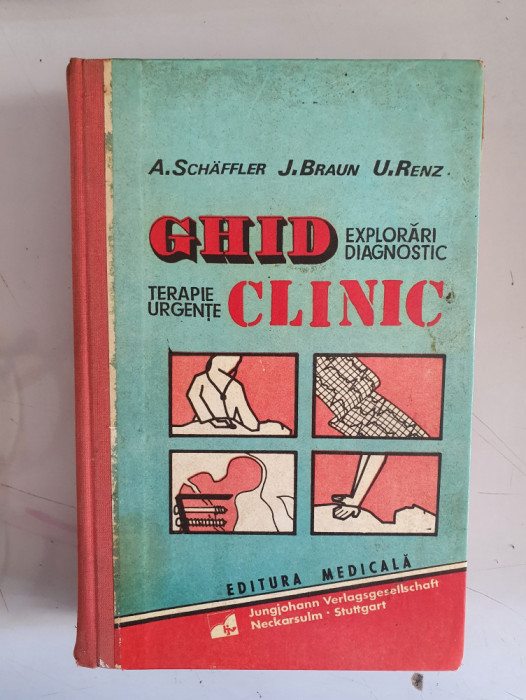 A. SCHÄFFLER J. BRAUN U. RENZ.
GHID EXPLORĂRI
DIAGNOSTIC
TERAPIE
URGENȚE CLINIC
EDITURA MEDICALĂ
Jungjohann Verlagsgesellschaft
Neckarsulm · Stuttgart